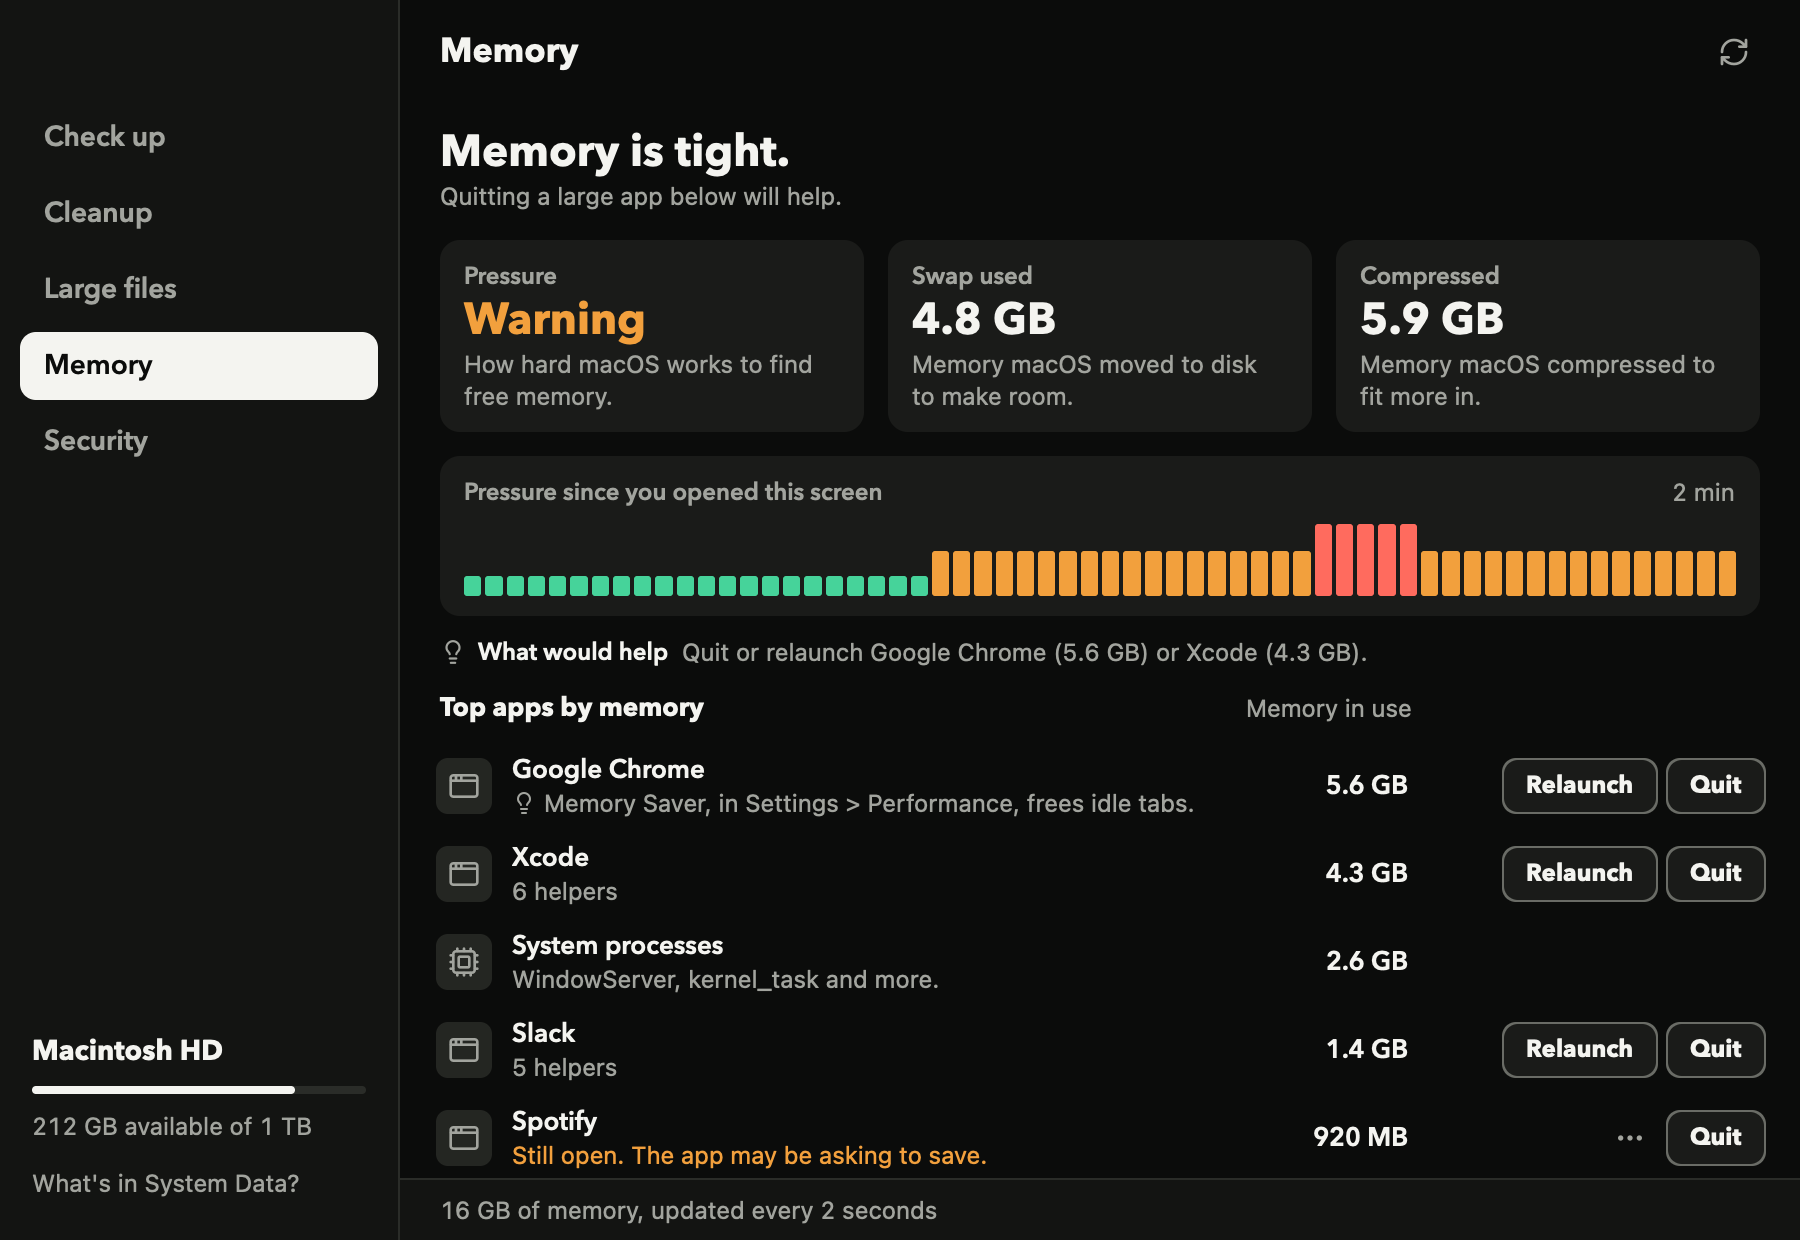 Memory
Check up
Cleanup
Large files
Memory
Security
Macintosh HD
212 GB available of 1 TB
What's in System Data?
Memory is tight.
Quitting a large app below will help.
Pressure
Warning
How hard macOS works to find
free memory.
Swap used
4.8 GB
Memory macOS moved to disk
to make room.
Compressed
5.9 GB
Memory macOS compressed to
fit more in.
Pressure since you opened this screen
2 min
What would help Quit or relaunch Google Chrome (5.6 GB) or Xcode (4.3 GB).
Top apps by memory
Memory in use
Google Chrome
Memory Saver, in Settings > Performance, frees idle tabs.
5.6 GB
Relaunch
Quit
Xcode
6 helpers
4.3 GB
Relaunch
Quit
System processes
WindowServer, kernel_task and more.
2.6 GB
Slack
5 helpers
1.4 GB
Relaunch
Quit
Spotify
Still open. The app may be asking to save.
920 MB
...
Quit
16 GB of memory, updated every 2 seconds